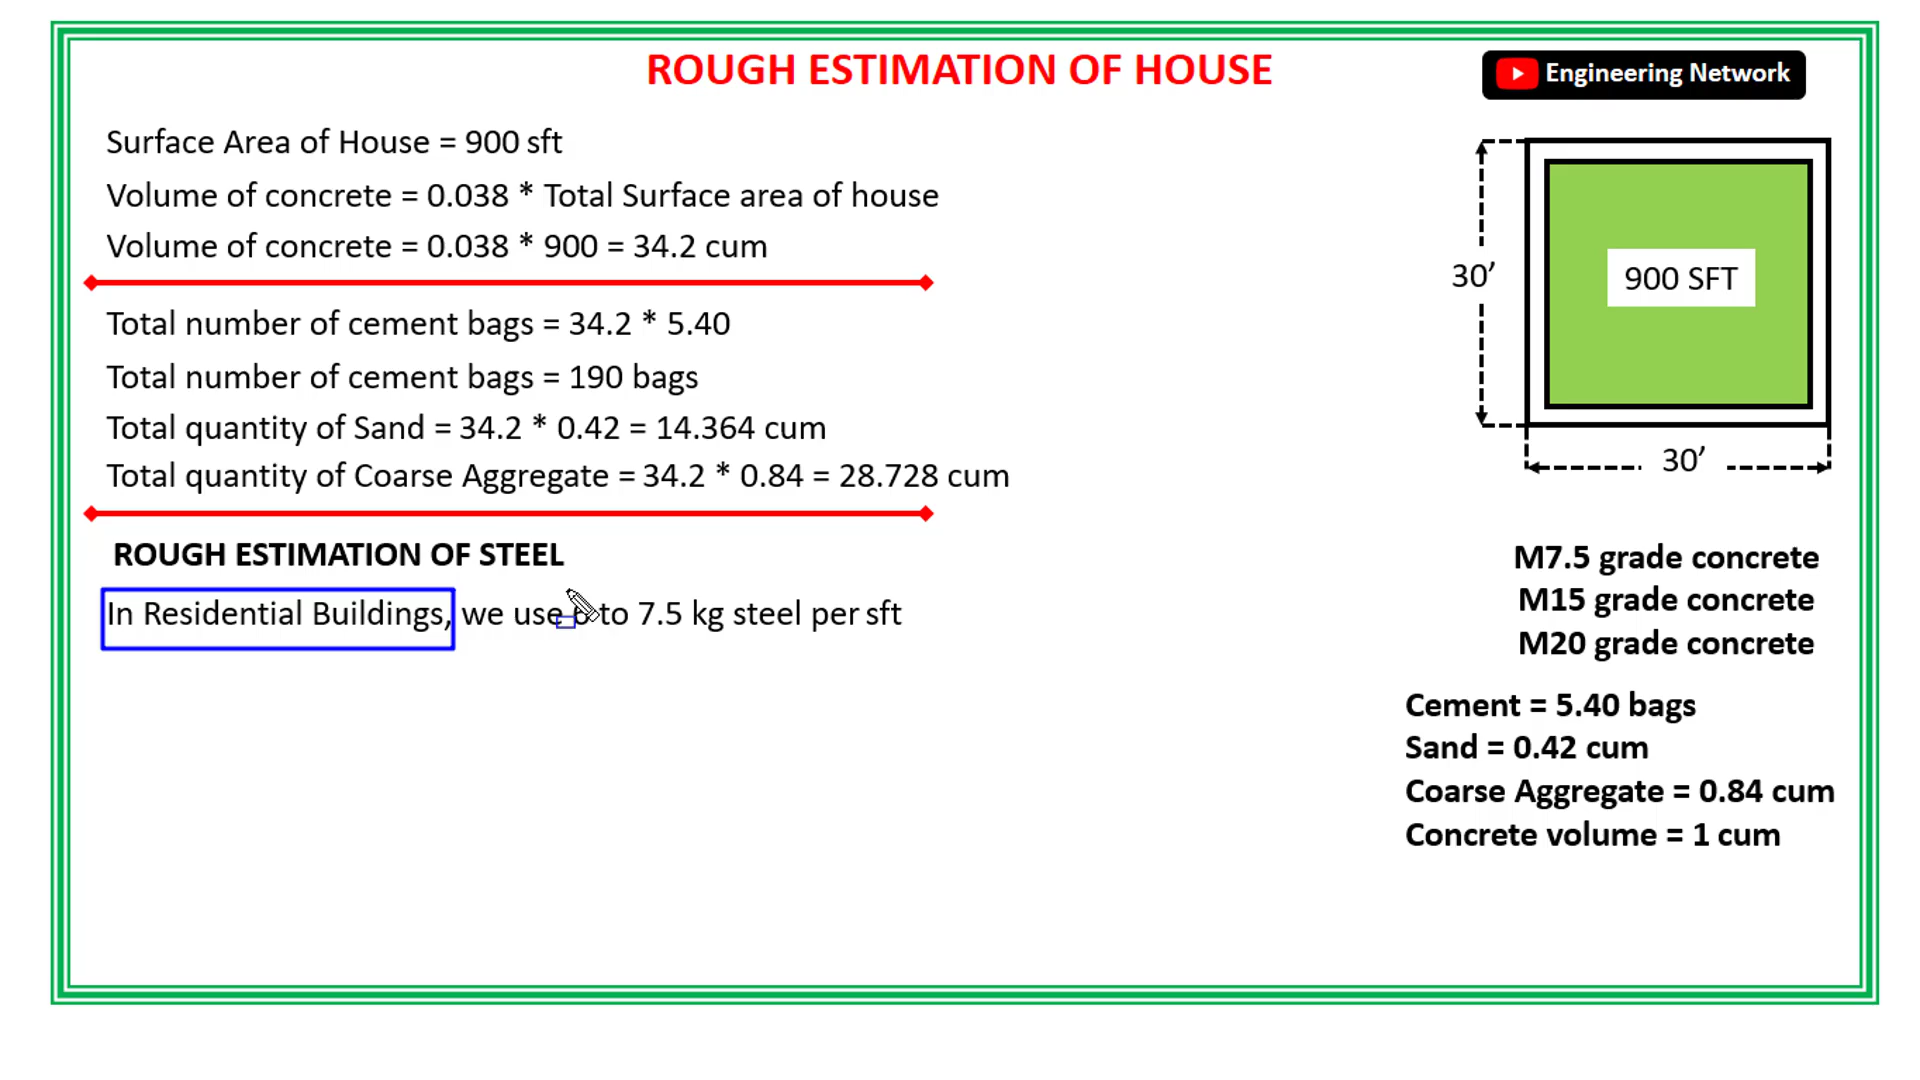 ROUGH ESTIMATION OF HOUSE
Engineering Network
Surface Area of House = 900 sft
Volume of concrete = 0.038 * Total Surface area of house
Volume of concrete = 0.038 * 900 = 34.2 cum
Total number of cement bags = 34.2 * 5.40
Total number of cement bags = 190 bags
Total quantity of Sand = 34.2 * 0.42 = 14.364 cum
Total quantity of Coarse Aggregate = 34.2 * 0.84 = 28.728 cum
ROUGH ESTIMATION OF STEEL
In Residential Buildings, we use to 7.5 kg steel per sft
30’
900 SFT
30’
M7.5 grade concrete
M15 grade concrete
M20 grade concrete
Cement = 5.40 bags
Sand = 0.42 cum
Coarse Aggregate = 0.84 cum
Concrete volume = 1 cum